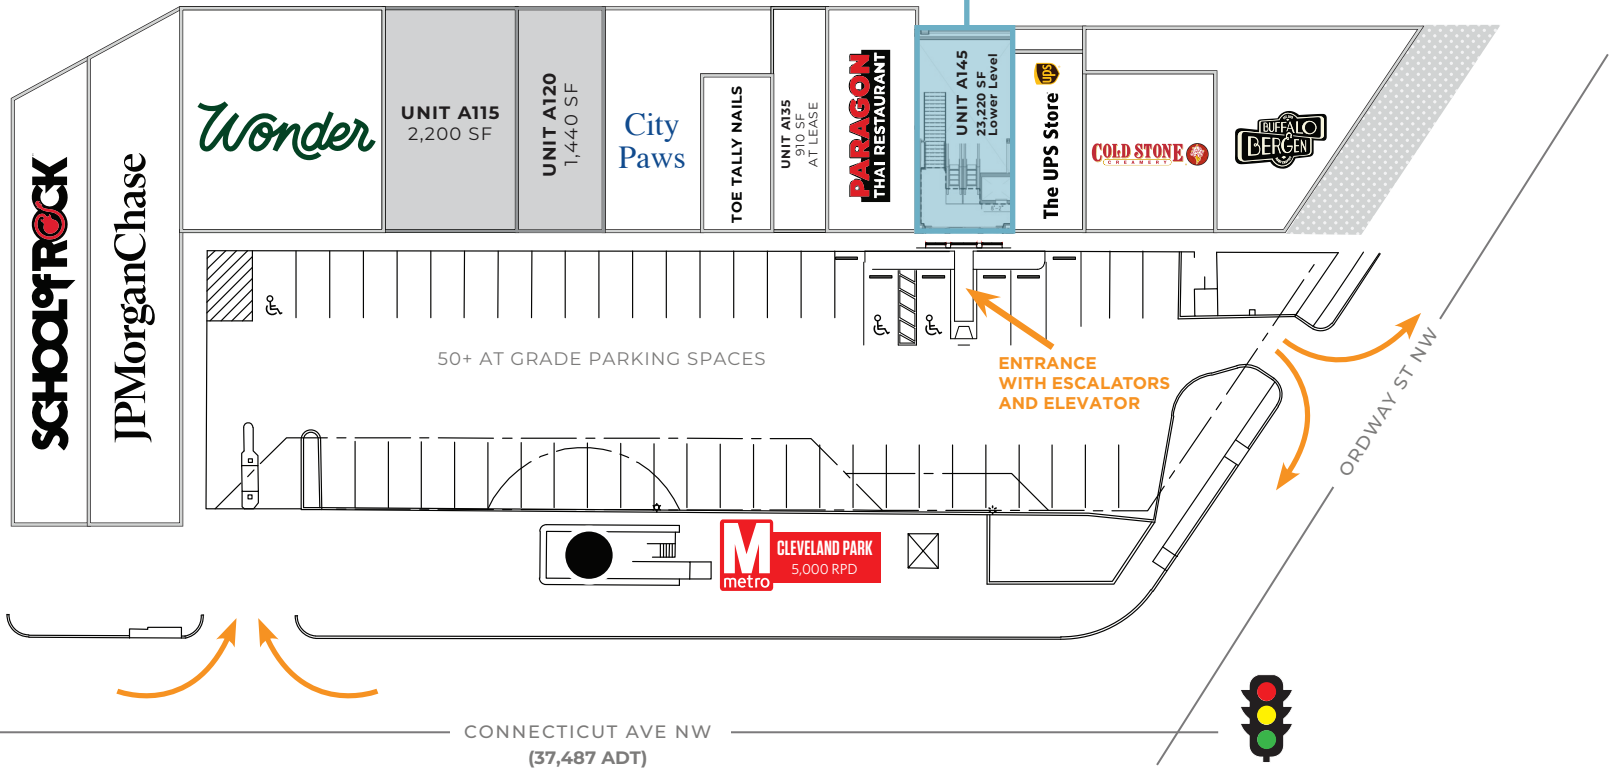 SCHOOL OF ROCK
JPMorganChase
Wonder
UNIT A115
2,200 SF
UNIT A120
1,440 SF
City
Paws
TOE TALLY NAILS
UNIT A135
910 SF
AT LEASE
PARAGON
THAI RESTAURANT
UNIT A145
23,220 SF
Lower Level
ups
The UPS Store
COLD STONE
CREAMERY
BUFFALO
&
BERGEN
50+ AT GRADE PARKING SPACES
ENTRANCE
WITH ESCALATORS
AND ELEVATOR
ORDWAY ST NW
M
metro
CLEVELAND PARK
5,000 RPD
CONNECTICUT AVE NW
(37,487 ADT)